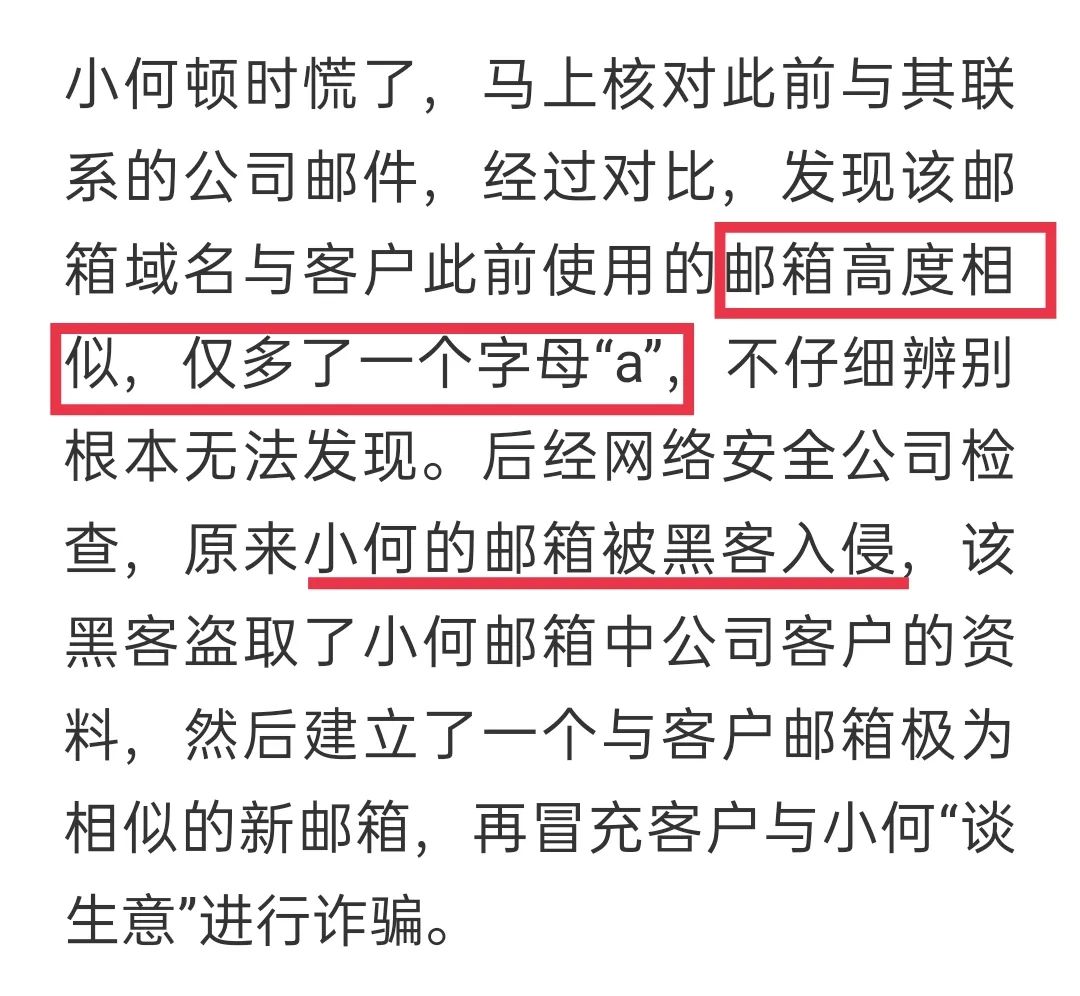 小何顿时慌了，马上核对此前与其联
系的公司邮件，经过对比，发现该邮
箱域名与客户此前使用的邮箱高度相
似，仅多了一个字母“a”，不仔细辨别
根本无法发现。后经网络安全公司检
查，原来小何的邮箱被黑客入侵，该
黑客盗取了小何邮箱中公司客户的资
料，然后建立了一个与客户邮箱极为
相似的新邮箱，再冒充客户与小何“谈
生意”进行诈骗。